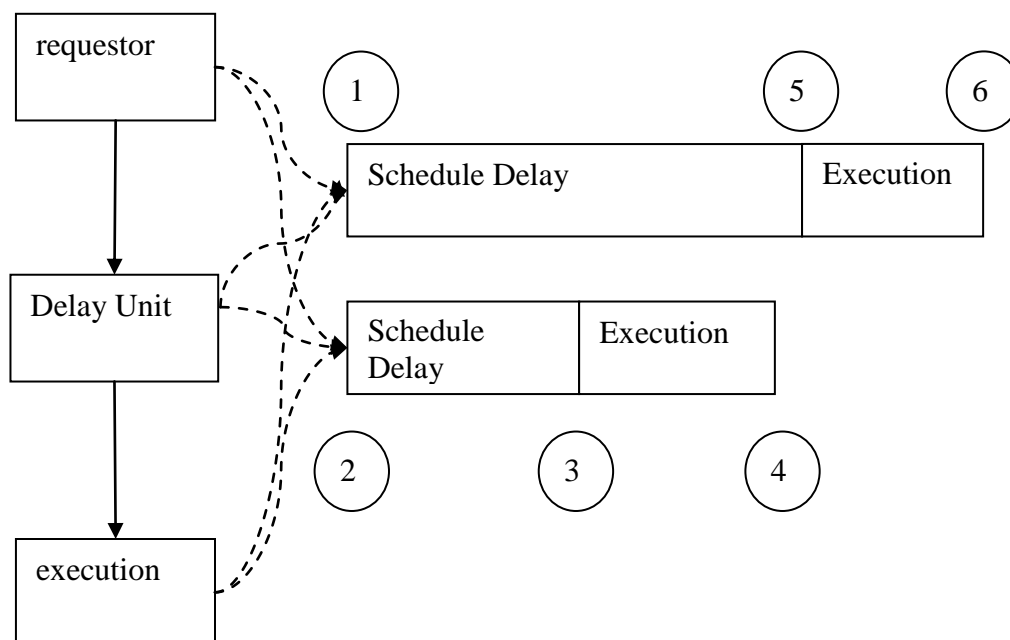 requestor
1
5
6
Schedule Delay
Execution
Delay Unit
Schedule
Delay
Execution
2
3
4
execution